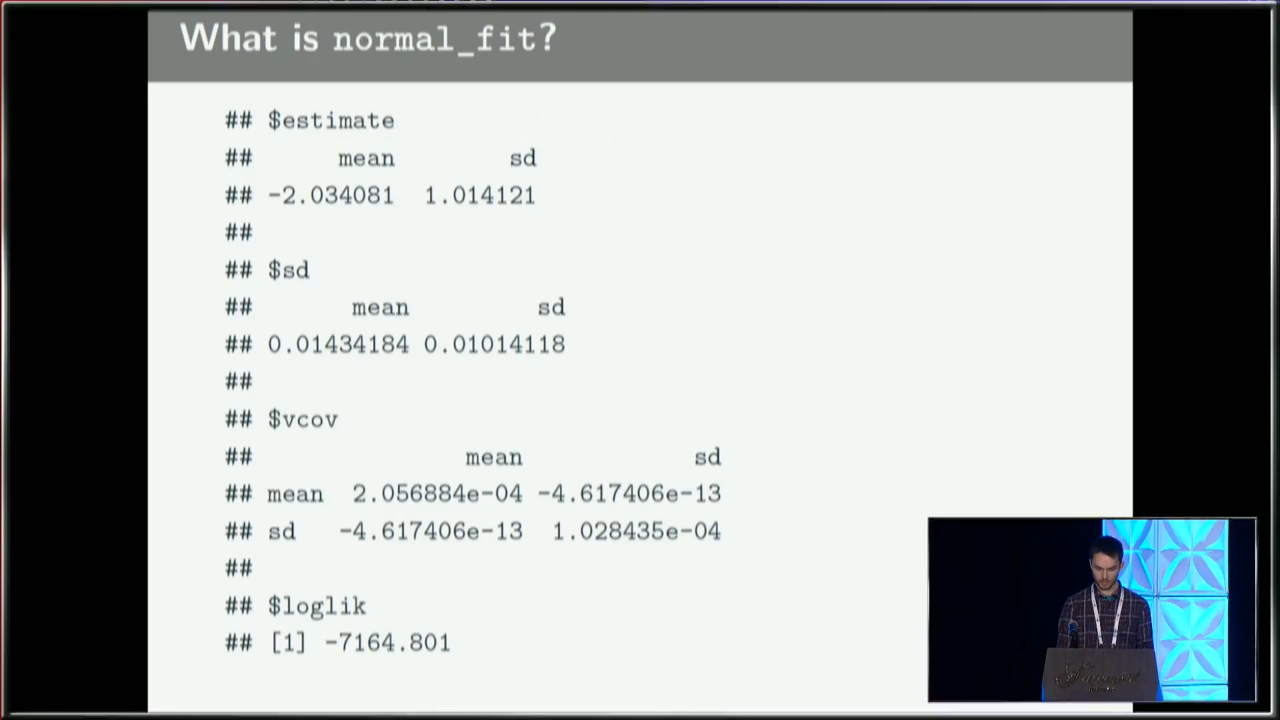 What is normal_fit?
## $estimate
##      mean        sd
## -2.034081  1.014121
##
## $sd
##       mean         sd
## 0.01434184 0.01014118
##
## $vcov
##               mean            sd
## mean  2.056884e-04 -4.617406e-13
## sd   -4.617406e-13  1.028435e-04
##
## $loglik
## [1] -7164.801